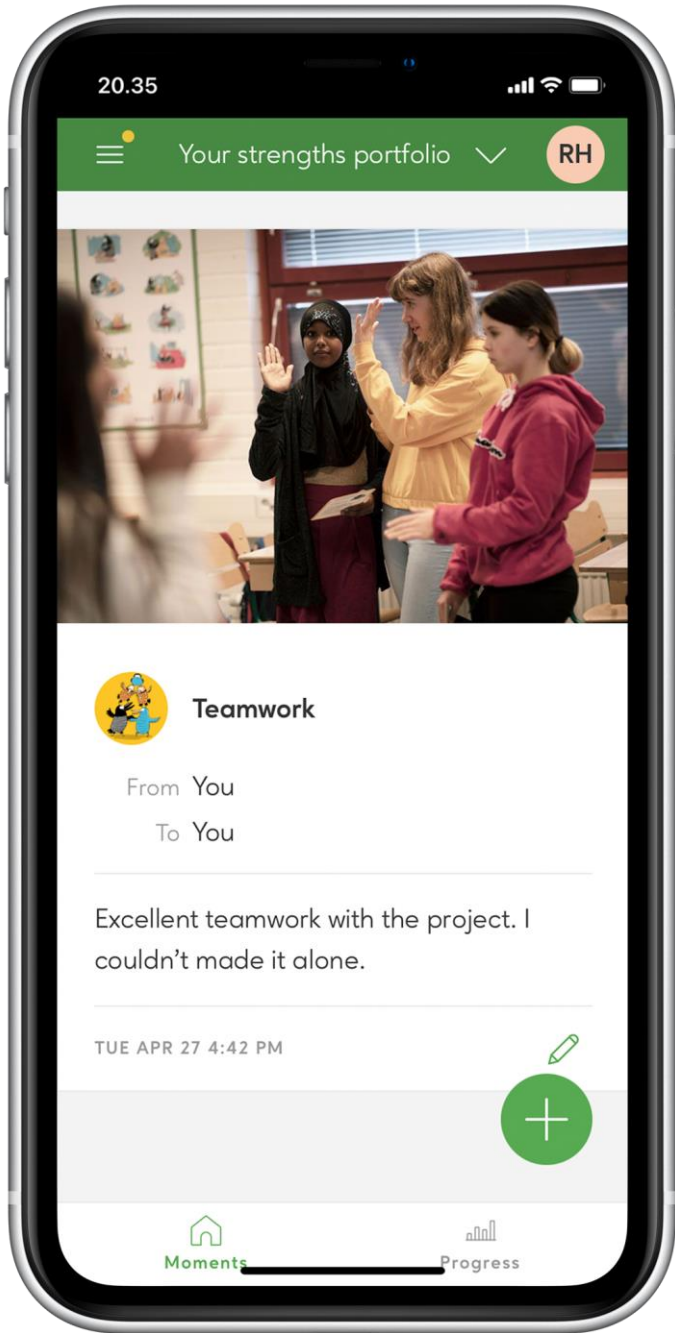 20.35
Your strengths portfolio
RH
Teamwork
From You
To You
Excellent teamwork with the project. I
couldn't made it alone.
TUE APR 27 4:42 PM
Moments
Progress